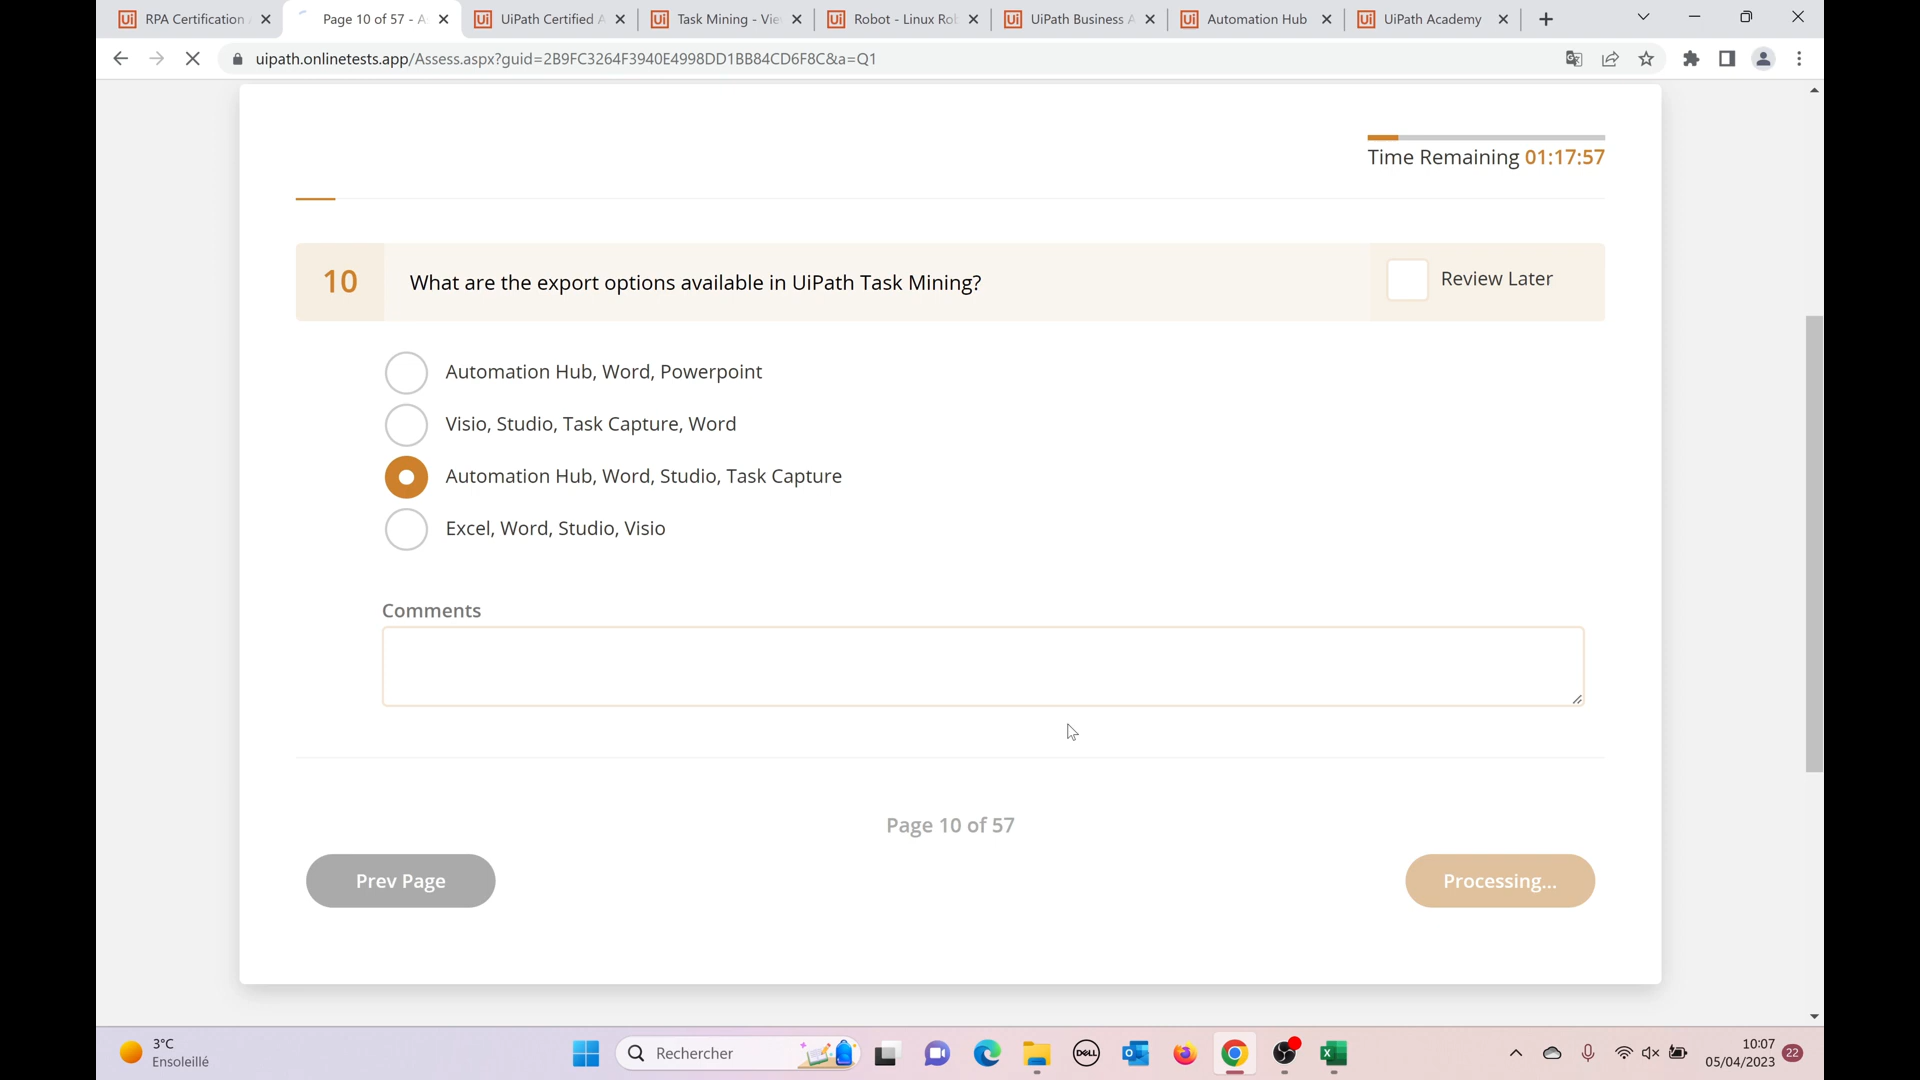 RPA Certification
Page 10 of 57 - A
UiPath Certified A
Task Mining - Vie
Robot - Linux Rob
UiPath Business A
Automation Hub
UiPath Academy
uipath.onlinetests.app/Assess.aspx?guid=2B9FC3264F3940E4998DD1BB84CD6F8C&a=Q1
Time Remaining 01:17:57
10 What are the export options available in UiPath Task Mining? Review Later
Automation Hub, Word, Powerpoint
Visio, Studio, Task Capture, Word
Automation Hub, Word, Studio, Task Capture
Excel, Word, Studio, Visio
Comments
Page 10 of 57
Prev Page
Processing...
3°C
Ensoleillé
Rechercher
DELL
10:07
05/04/2023
22